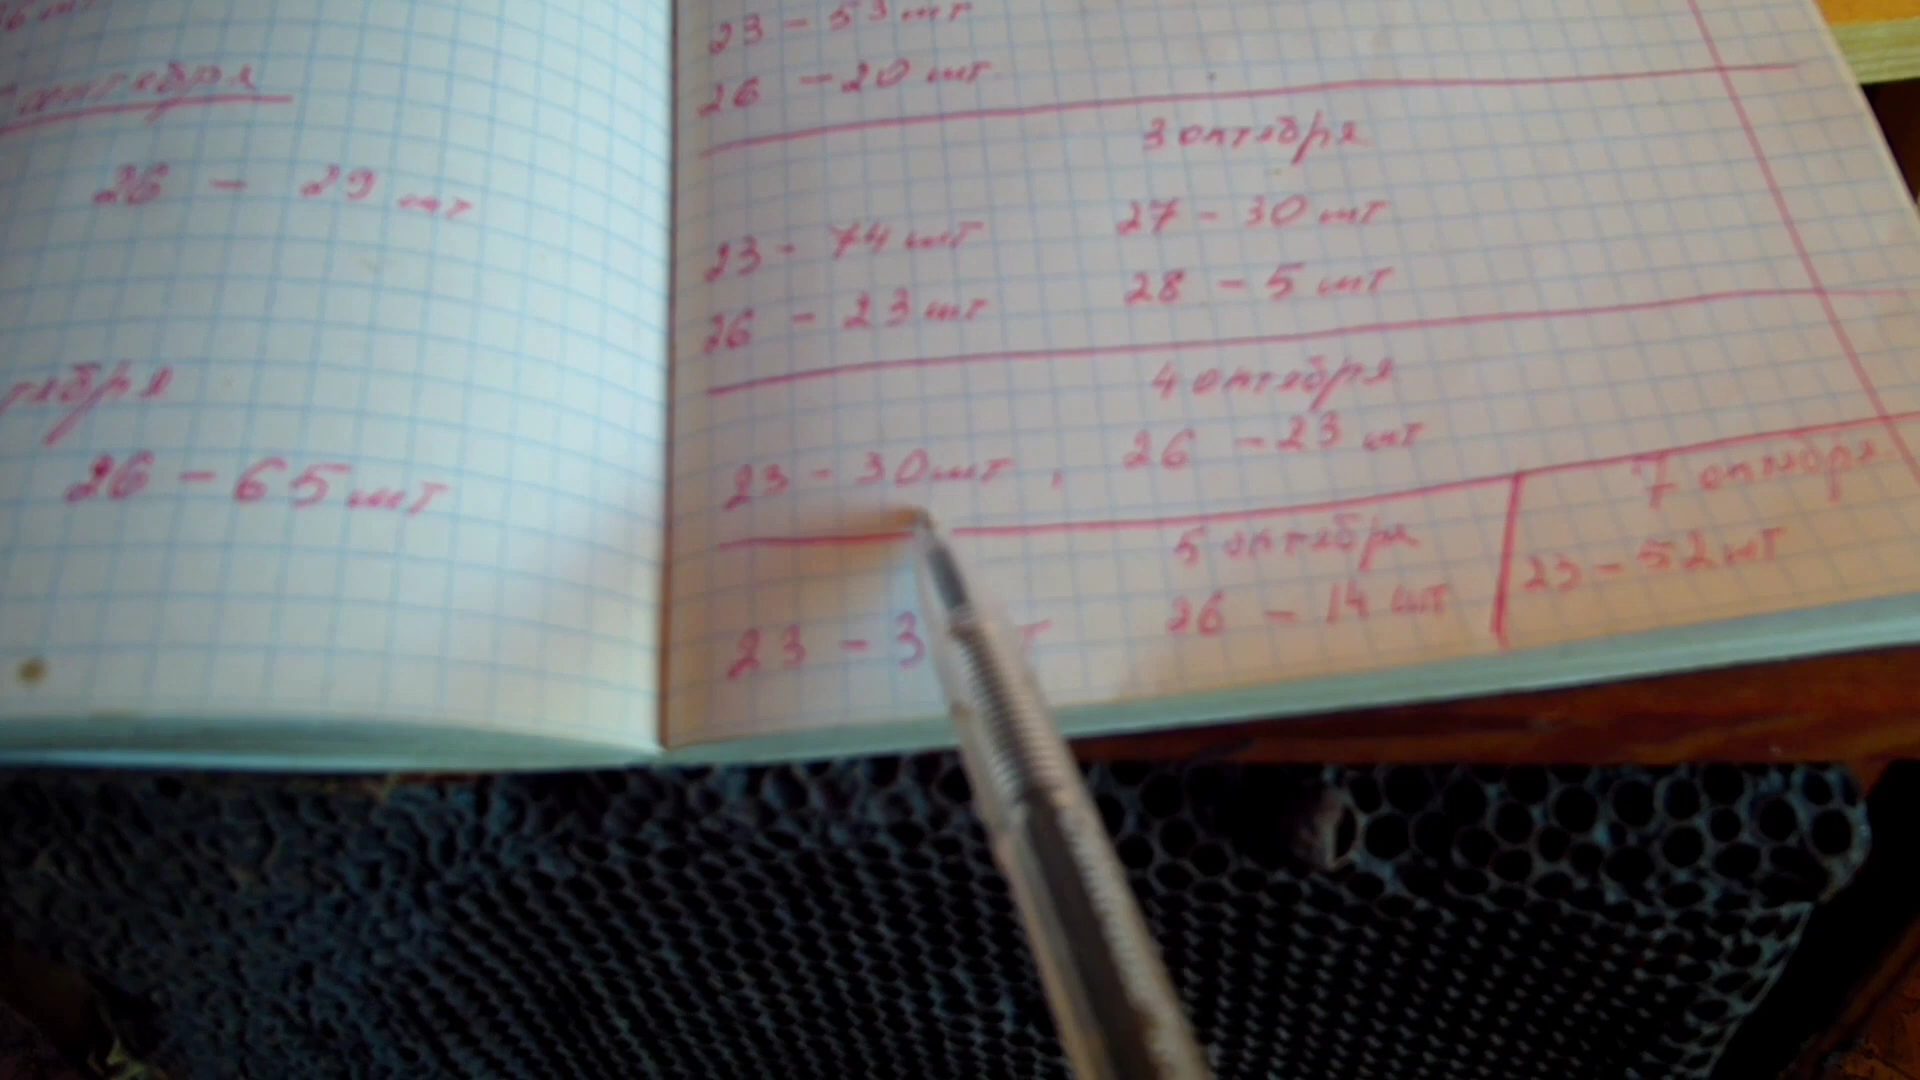 сентября
26 - 29 шт
26 - 65 шт
23 - 53 шт
26 - 20 шт
3 октября
23 - 74 шт 27 - 30 шт
26 - 23 шт 28 - 5 шт
4 октября
23 - 30 шт, 26 - 23 шт
5 октября
26 - 14 шт
7 октября
23 - 52 шт